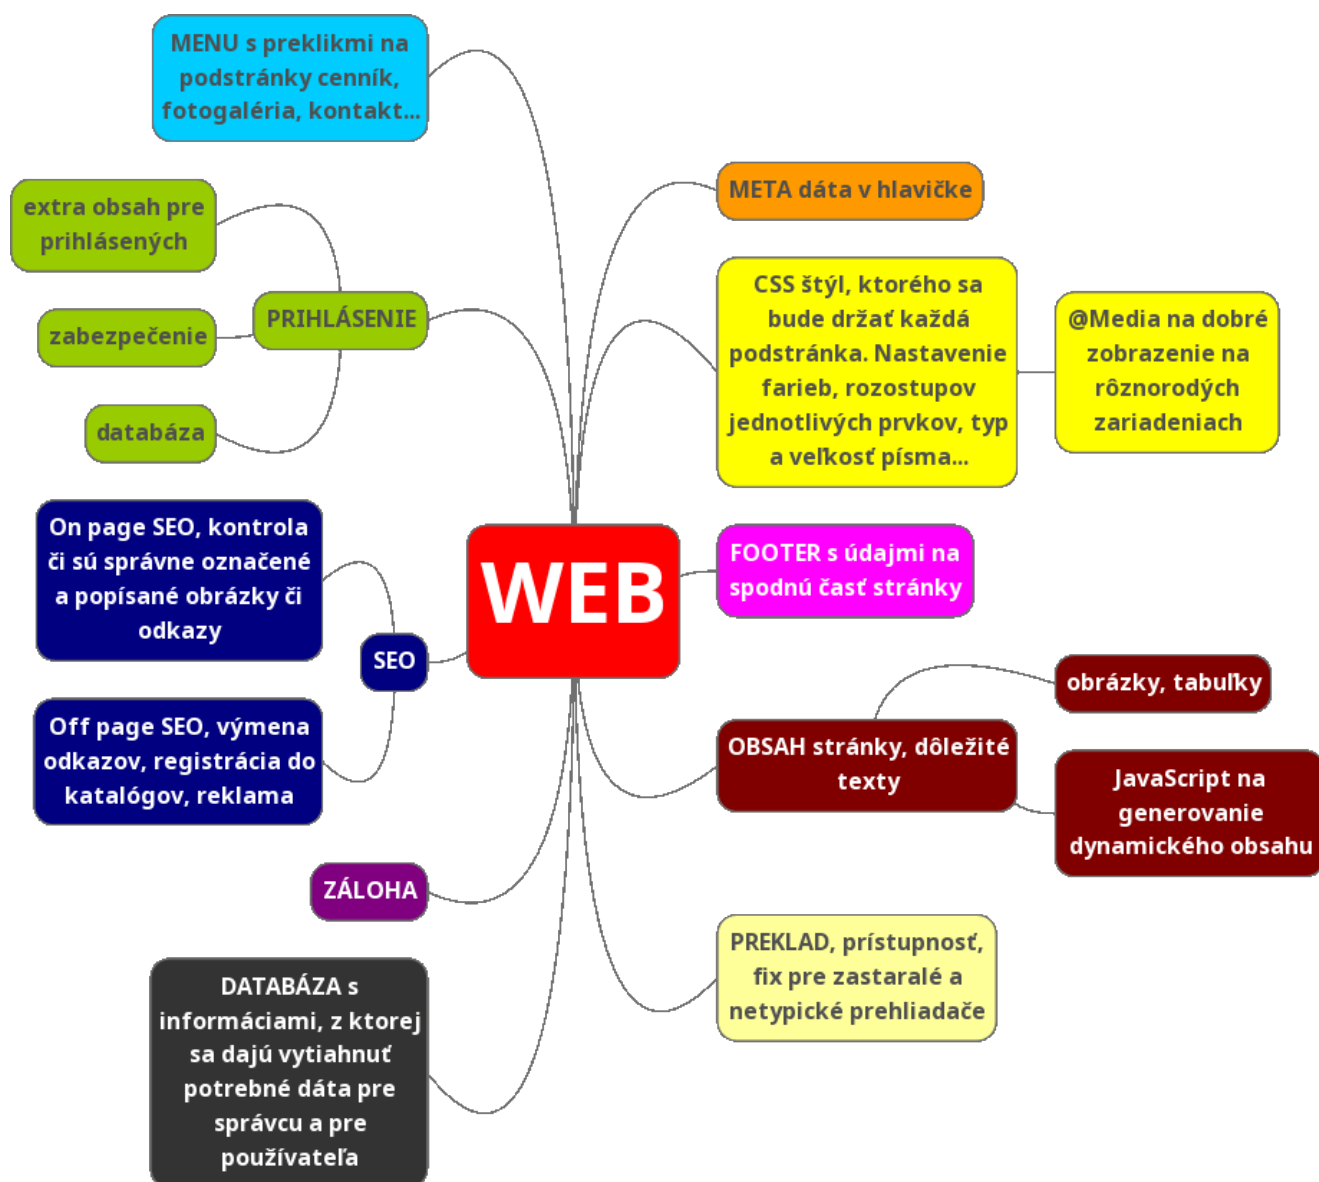 MENU s preklikmi na
podstránky cenník,
fotogaléria, kontakt...
META dáta v hlavičke
extra obsah pre
prihlásených
PRIHLÁSENIE
zabezpečenie
databáza
CSS štýl, ktorého sa
bude držať každá
podstránka. Nastavenie
farieb, rozostupov
jednotlivých prvkov, typ
a veľkosť písma...
@Media na dobré
zobrazenie na
rôznorodých
zariadeniach
On page SEO, kontrola
či sú správne označené
a popísané obrázky či
odkazy
SEO
Off page SEO, výmena
odkazov, registrácia do
katalógov, reklama
WEB
FOOTER s údajmi na
spodnú časť stránky
OBSAH stránky, dôležité
texty
obrázky, tabuľky
JavaScript na
generovanie
dynamického obsahu
ZÁLOHA
PREKLAD, prístupnosť,
fix pre zastaralé a
netypické prehliadače
DATABÁZA s
informáciami, z ktorej
sa dajú vytiahnuť
potrebné dáta pre
správcu a pre
používateľa